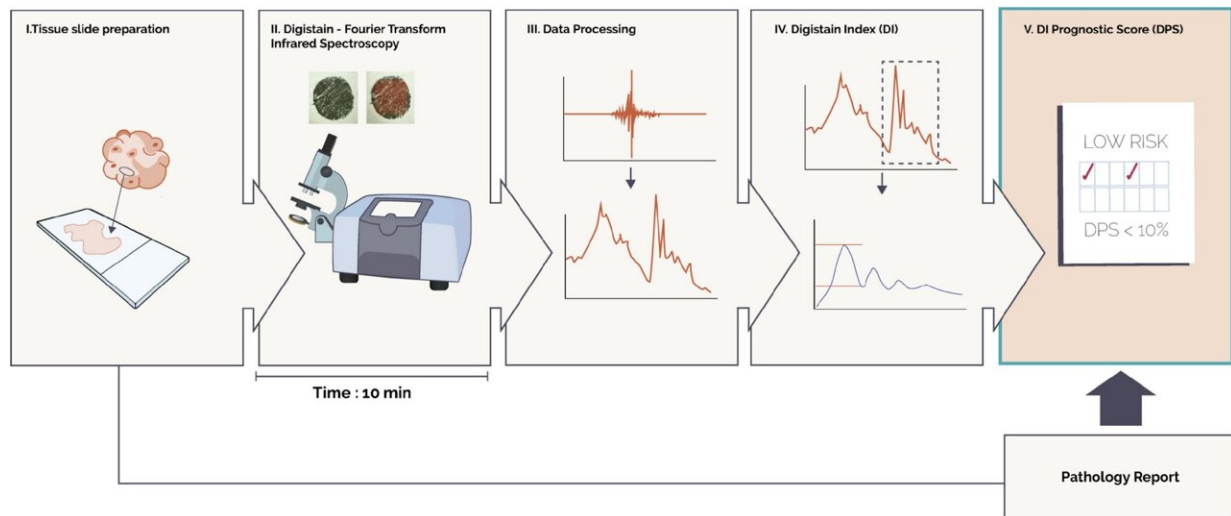 I.Tissue slide preparation
II. Digistain - Fourier Transform
Infrared Spectroscopy
III. Data Processing
IV. Digistain Index (DI)
V. DI Prognostic Score (DPS)
LOW RISK
DPS < 10%
Time : 10 min
Pathology Report